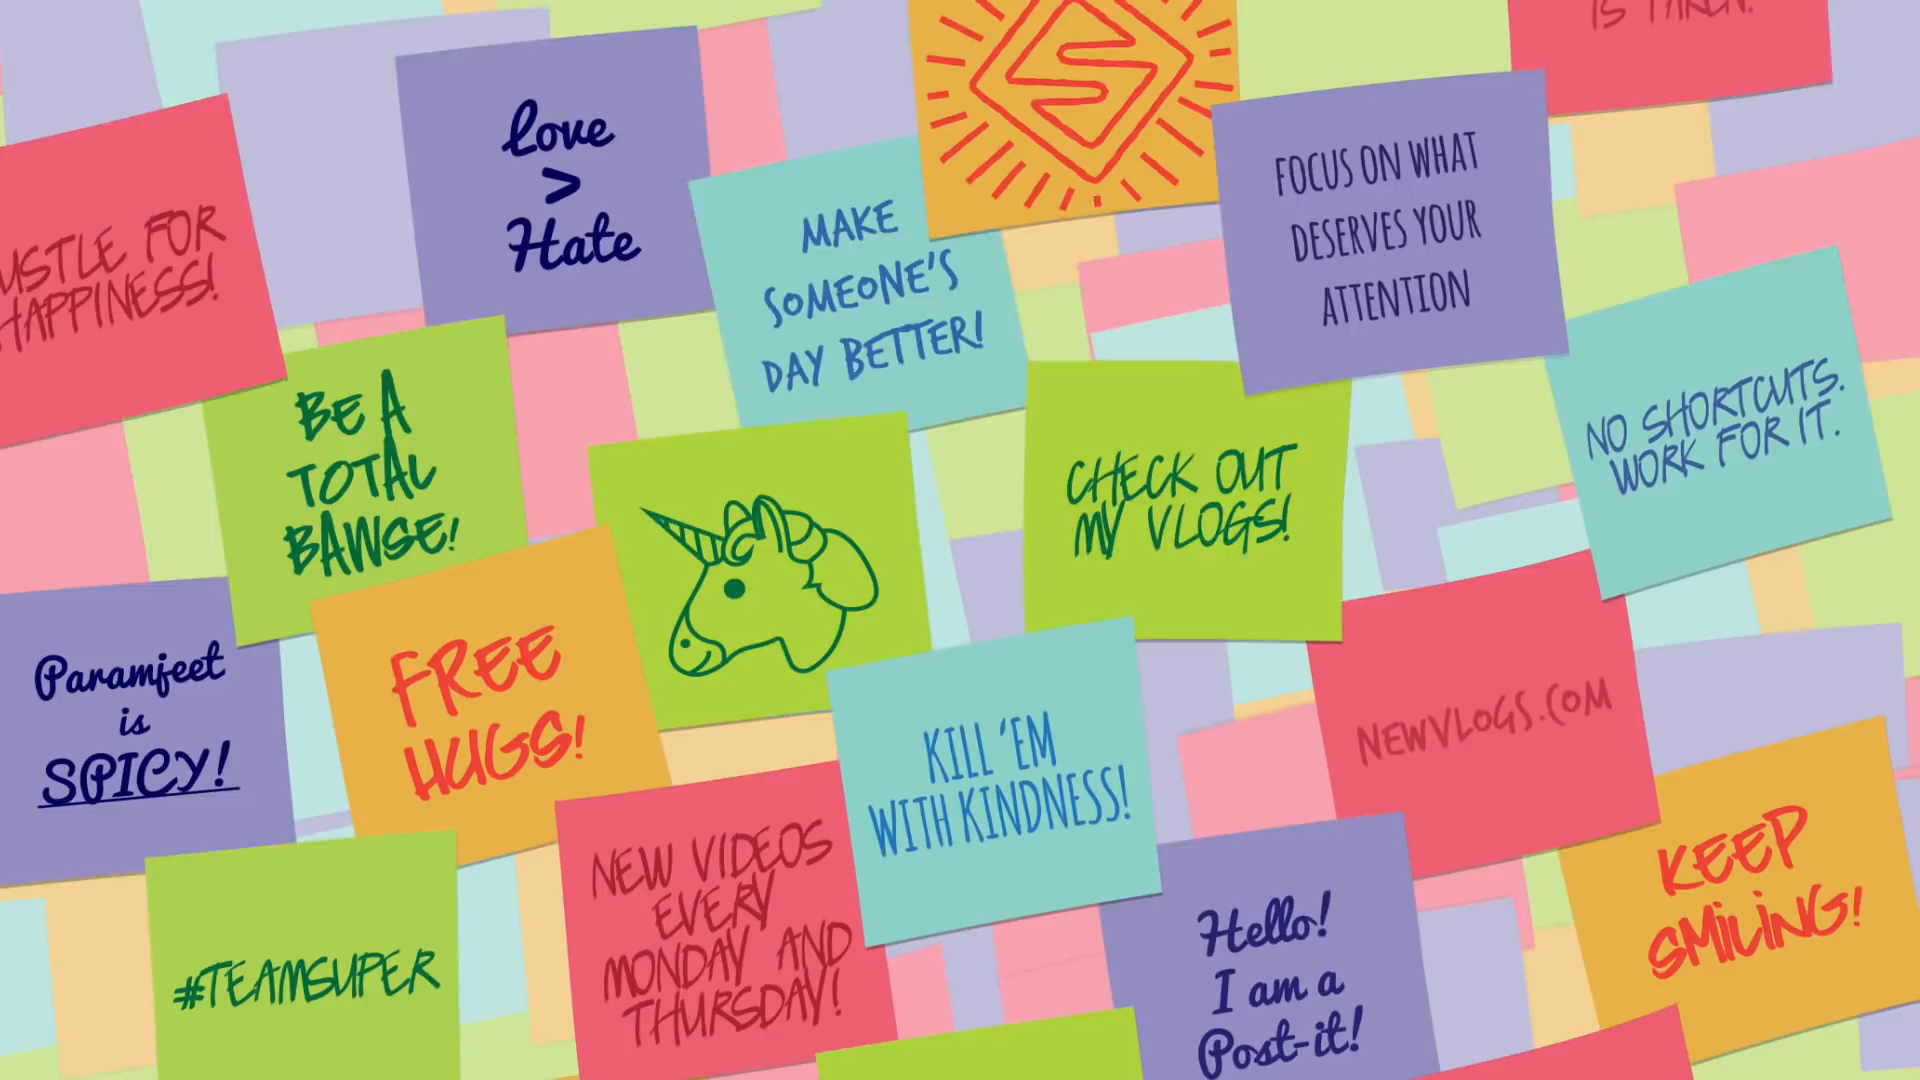 IS TAKEN.
Love
>
Hate
FOCUS ON WHAT
DESERVES YOUR
ATTENTION
MAKE
SOMEONE'S
DAY BETTER!
USTLE FOR
HAPPINESS!
BE A
TOTAL
BAWSE!
CHECK OUT
MY VLOGS!
NO SHORTCUTS.
WORK FOR IT.
Paramjeet
is
SPICY!
FREE
HUGS!
KILL 'EM
WITH KINDNESS!
NEWVLOGS.COM
KEEP
SMiLiNG!
#TEAMSUPER
NEW VIDEOS
EVERY
MONDAY AND
THURSDAY!
Hello!
I am a
Post-it!